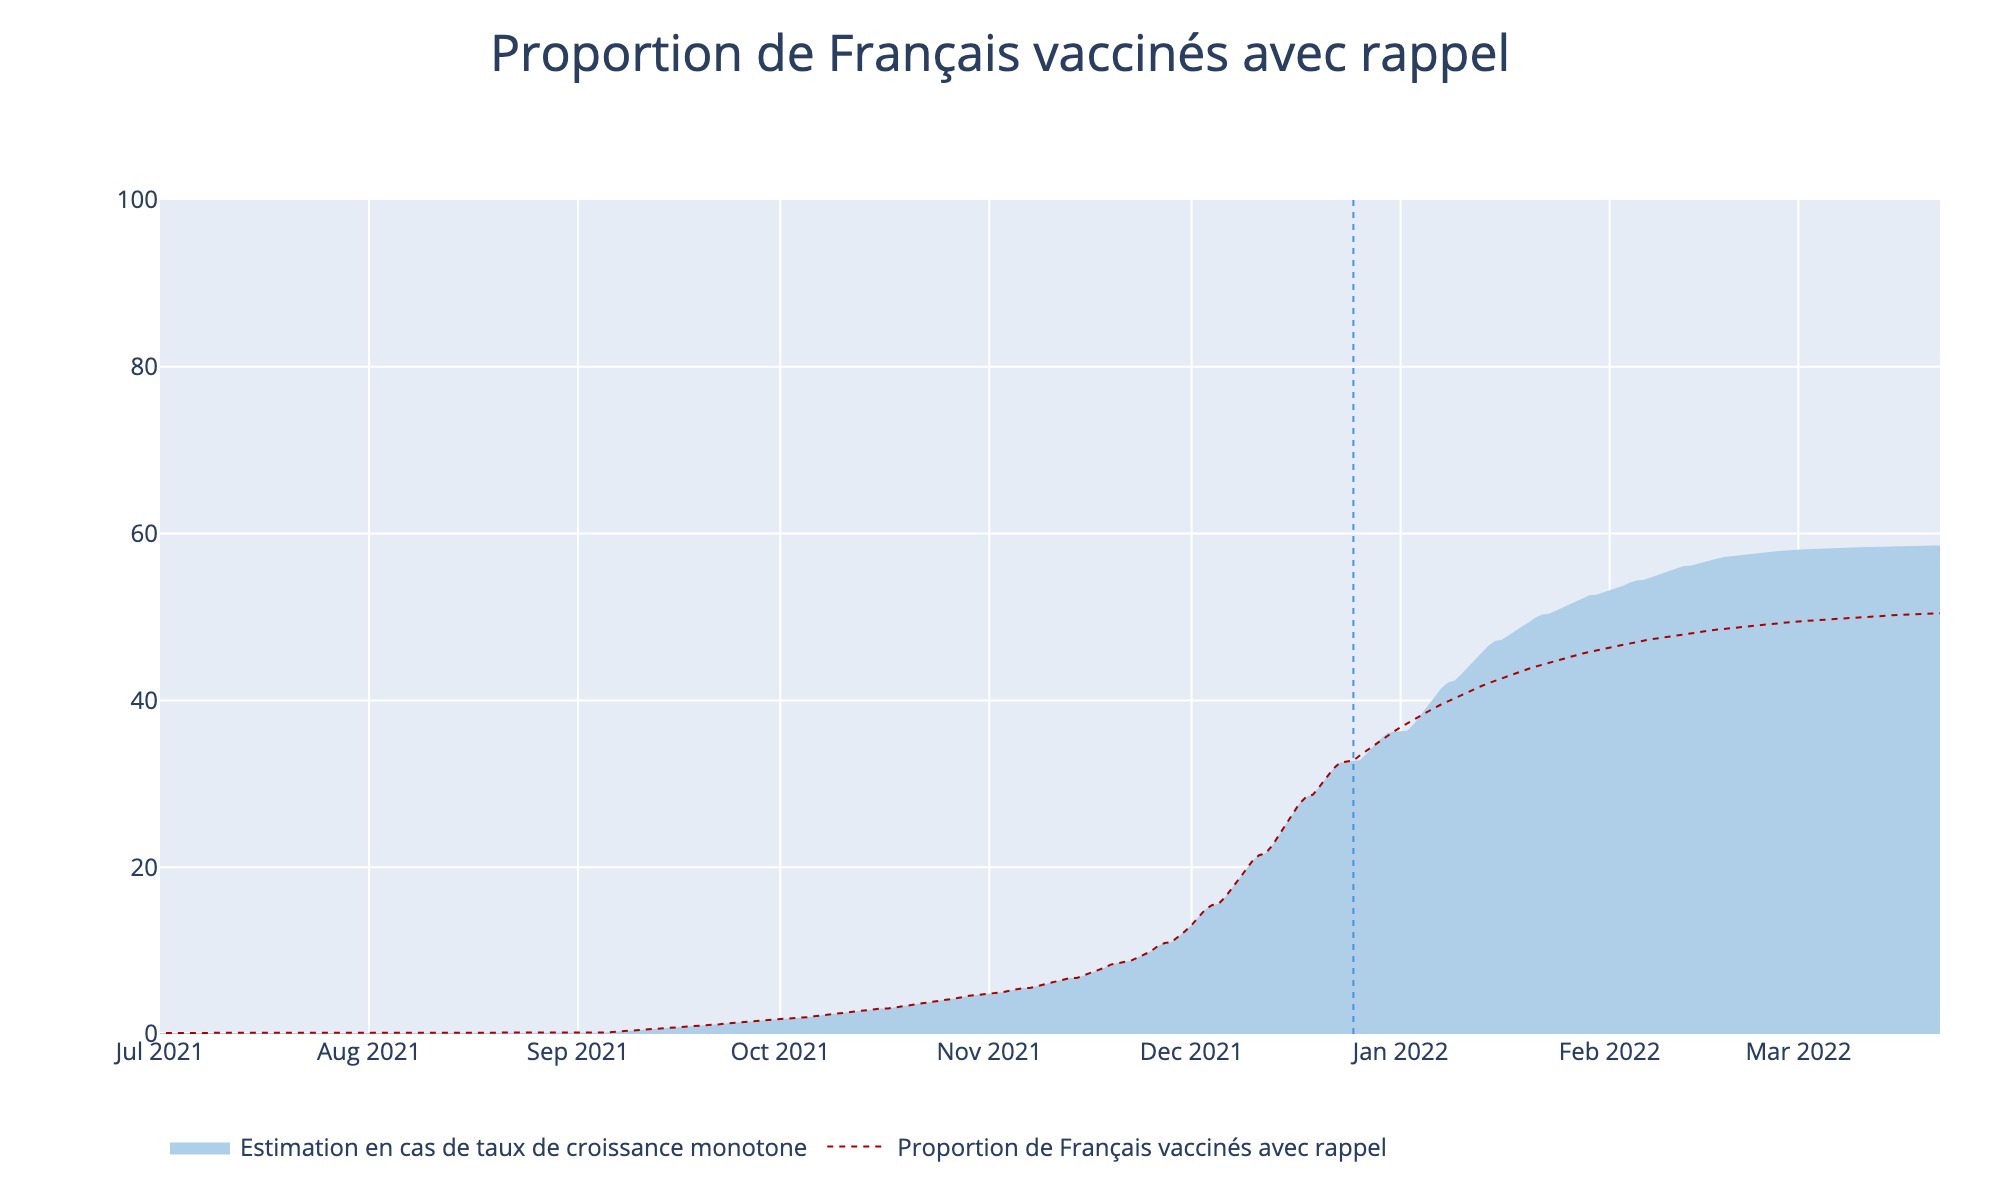 Proportion de Français vaccinés avec rappel
100
80
60
40
20
0
Jul 2021 Aug 2021 Sep 2021 Oct 2021 Nov 2021 Dec 2021 Jan 2022 Feb 2022 Mar 2022
Estimation en cas de taux de croissance monotone Proportion de Français vaccinés avec rappel